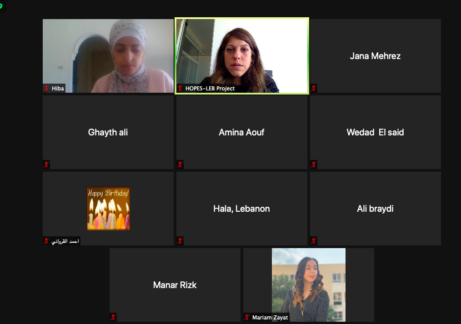 Hiba
HOPES-LEB Project
Jana Mehrez
Ghayth ali
Amina Aouf
Wedad El said
Happy Birthday
احمد القرواني
Hala, Lebanon
Ali braydi
Manar Rizk
Mariam Zayat